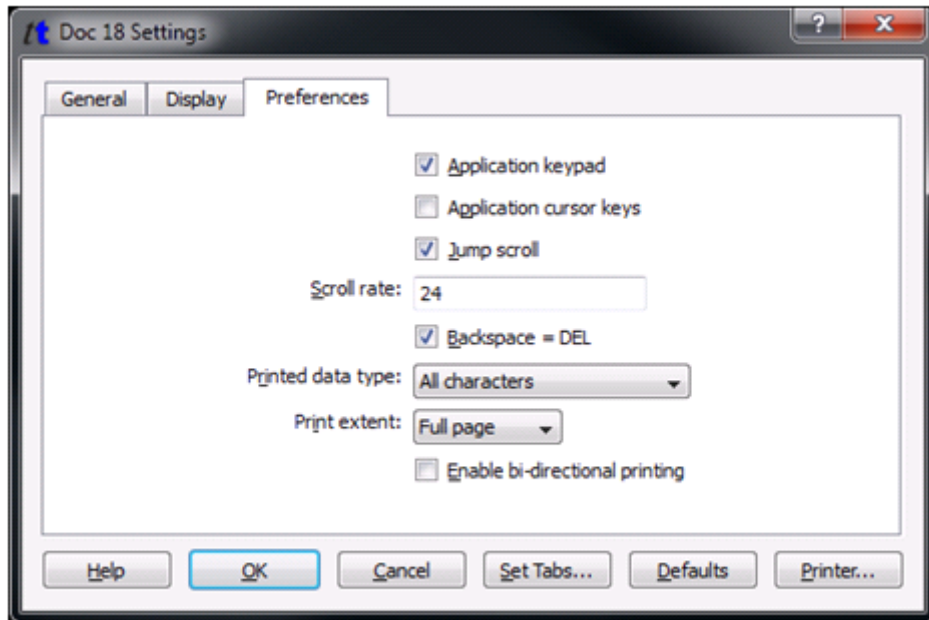 tt Doc 18 Settings
?
X
General Display Preferences
Application keypad
Application cursor keys
Jump scroll
Scroll rate: 24
Backspace = DEL
Printed data type: All characters
Print extent: Full page
Enable bi-directional printing
Help OK Cancel Set Tabs... Defaults Printer...